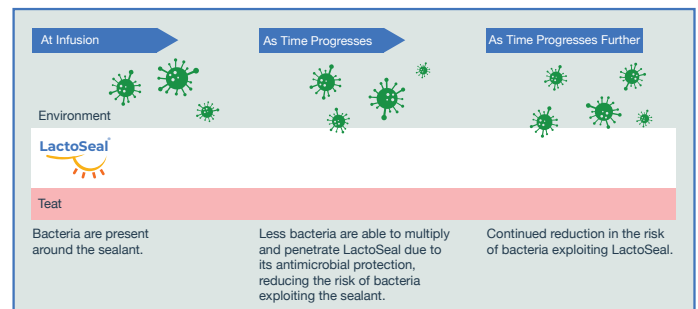 At Infusion
As Time Progresses
As Time Progresses Further
Environment
LactoSeal®
Teat
Bacteria are present
around the sealant.
Less bacteria are able to multiply
and penetrate LactoSeal due to
its antimicrobial protection,
reducing the risk of bacteria
exploiting the sealant.
Continued reduction in the risk
of bacteria exploiting LactoSeal.